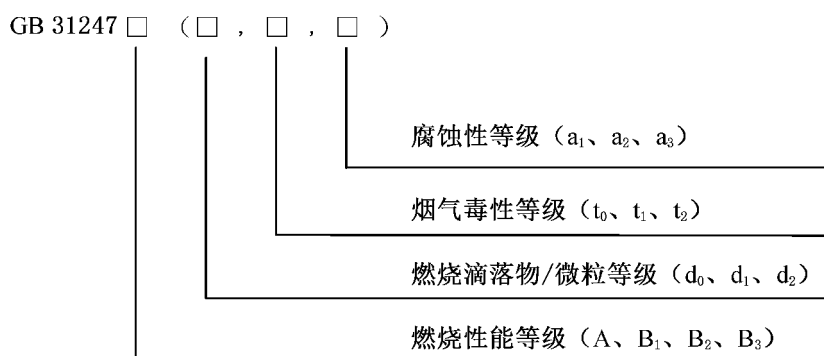 GB 31247 □ （□ ， □ ， □ ）
腐蚀性等级（a₁、a₂、a₃）
烟气毒性等级（t₀、t₁、t₂）
燃烧滴落物/微粒等级（d₀、d₁、d₂）
燃烧性能等级（A、B₁、B₂、B₃）